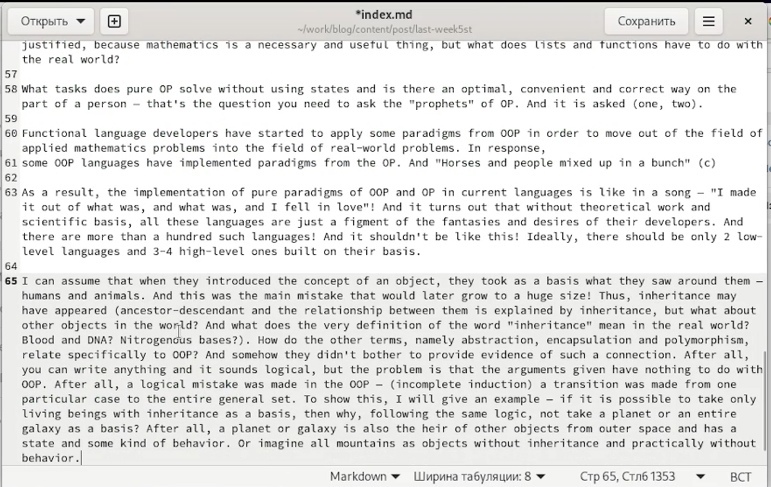 Открыть
*index.md
~/work/blog/content/post/last-week5st
Сохранить
justified, because mathematics is a necessary and useful thing, but what does lists and functions have to do with
the real world?
57
58 What tasks does pure OP solve without using states and is there an optimal, convenient and correct way on the
part of a person – that's the question you need to ask the "prophets" of OP. And it is asked (one, two).
59
60 Functional language developers have started to apply some paradigms from OOP in order to move out of the field of
applied mathematics problems into the field of real-world problems. In response,
61 some OOP languages have implemented paradigms from the OP. And "Horses and people mixed up in a bunch" (c)
62
63 As a result, the implementation of pure paradigms of OOP and OP in current languages is like in a song – "I made
it out of what was, and what was, and I fell in love"! And it turns out that without theoretical work and
scientific basis, all these languages are just a figment of the fantasies and desires of their developers. And
there are more than a hundred such languages! And it shouldn't be like this! Ideally, there should be only 2 low-
level languages and 3-4 high-level ones built on their basis.
64
65 I can assume that when they introduced the concept of an object, they took as a basis what they saw around them –
humans and animals. And this was the main mistake that would later grow to a huge size! Thus, inheritance may
have appeared (ancestor-descendant and the relationship between them is explained by inheritance, but what about
other objects in the world? And what does the very definition of the word "inheritance" mean in the real world?
Blood and DNA? Nitrogenous bases?). How do the other terms, namely abstraction, encapsulation and polymorphism,
relate specifically to OOP? And somehow they didn't bother to provide evidence of such a connection. After all,
you can write anything and it sounds logical, but the problem is that the arguments given have nothing to do with
OOP. After all, a logical mistake was made in the OOP – (incomplete induction) a transition was made from one
particular case to the entire general set. To show this, I will give an example – if it is possible to take only
living beings with inheritance as a basis, then why, following the same logic, not take a planet or an entire
galaxy as a basis? After all, a planet or galaxy is also the heir of other objects from outer space and has a
state and some kind of behavior. Or imagine all mountains as objects without inheritance and practically without
behavior.
Markdown
Ширина табуляции: 8
Стр 65, Стлб 1353
ВСТ